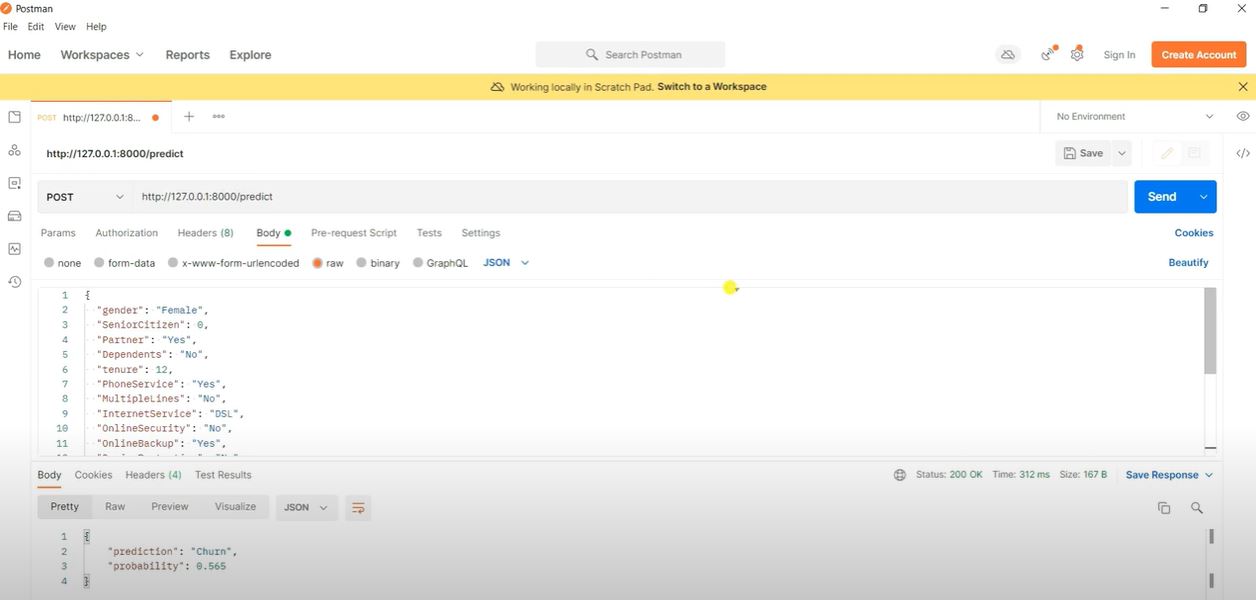 Postman
File Edit View Help
Home Workspaces Reports Explore Search Postman Sign In Create Account
Working locally in Scratch Pad. Switch to a Workspace
POST http://127.0.0.1:8... No Environment
http://127.0.0.1:8000/predict Save
POST http://127.0.0.1:8000/predict Send
Params Authorization Headers (8) Body Pre-request Script Tests Settings Cookies
none form-data x-www-form-urlencoded raw binary GraphQL JSON Beautify
1 {
2 "gender": "Female",
3 "SeniorCitizen": 0,
4 "Partner": "Yes",
5 "Dependents": "No",
6 "tenure": 12,
7 "PhoneService": "Yes",
8 "MultipleLines": "No",
9 "InternetService": "DSL",
10 "OnlineSecurity": "No",
11 "OnlineBackup": "Yes",
Body Cookies Headers (4) Test Results Status: 200 OK Time: 312 ms Size: 167 B Save Response
Pretty Raw Preview Visualize JSON
1 {
2 "prediction": "Churn",
3 "probability": 0.565
4 }